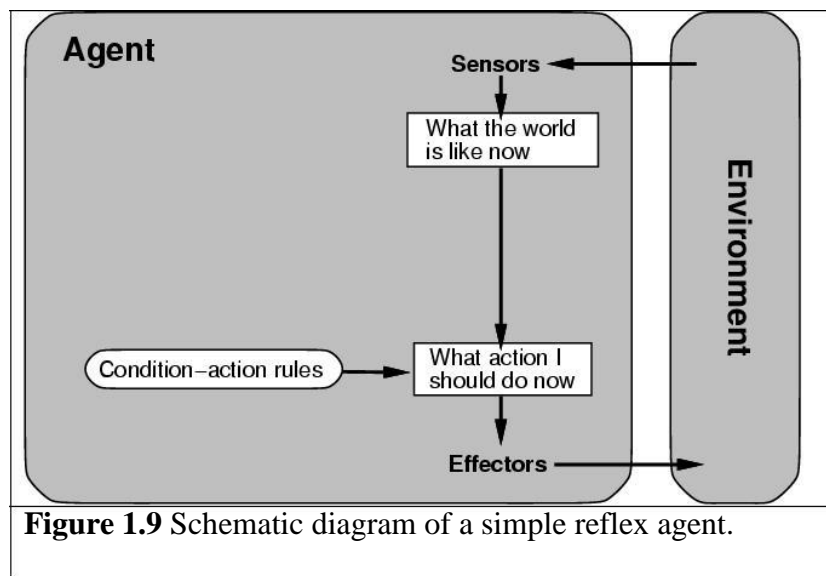 Agent
Sensors
What the world
is like now
Environment
Condition–action rules
What action I
should do now
Effectors
Figure 1.9 Schematic diagram of a simple reflex agent.